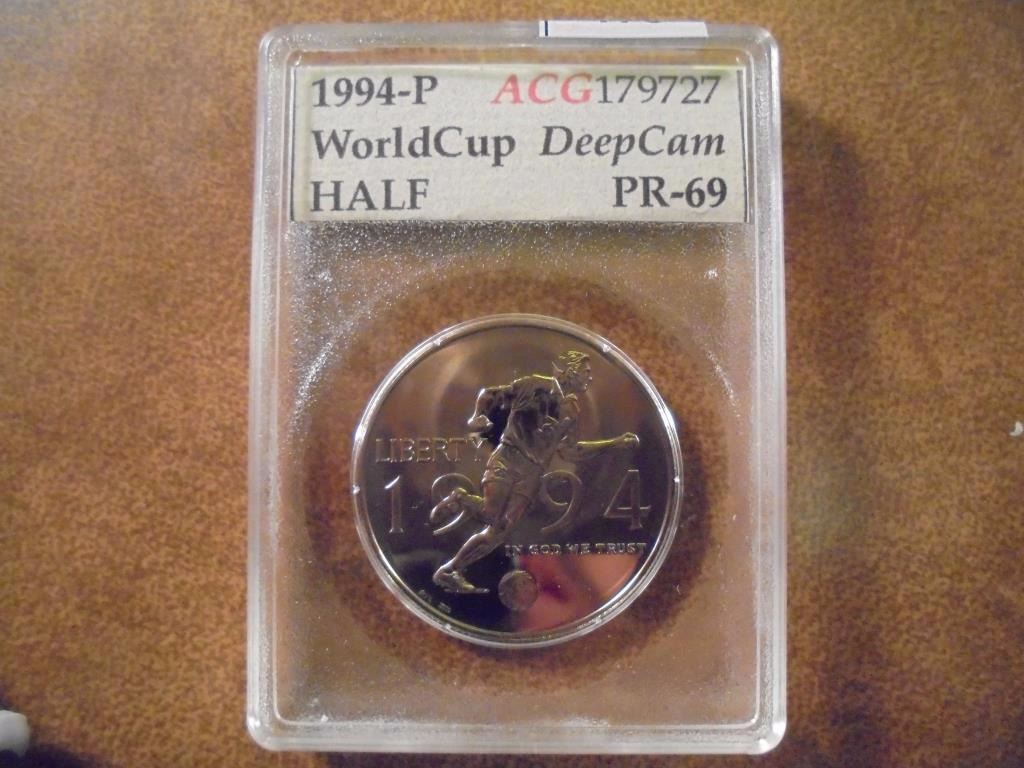 1994-P ACG179727
WorldCup DeepCam
HALF PR-69
LIBERTY
1994
IN GOD WE TRUST